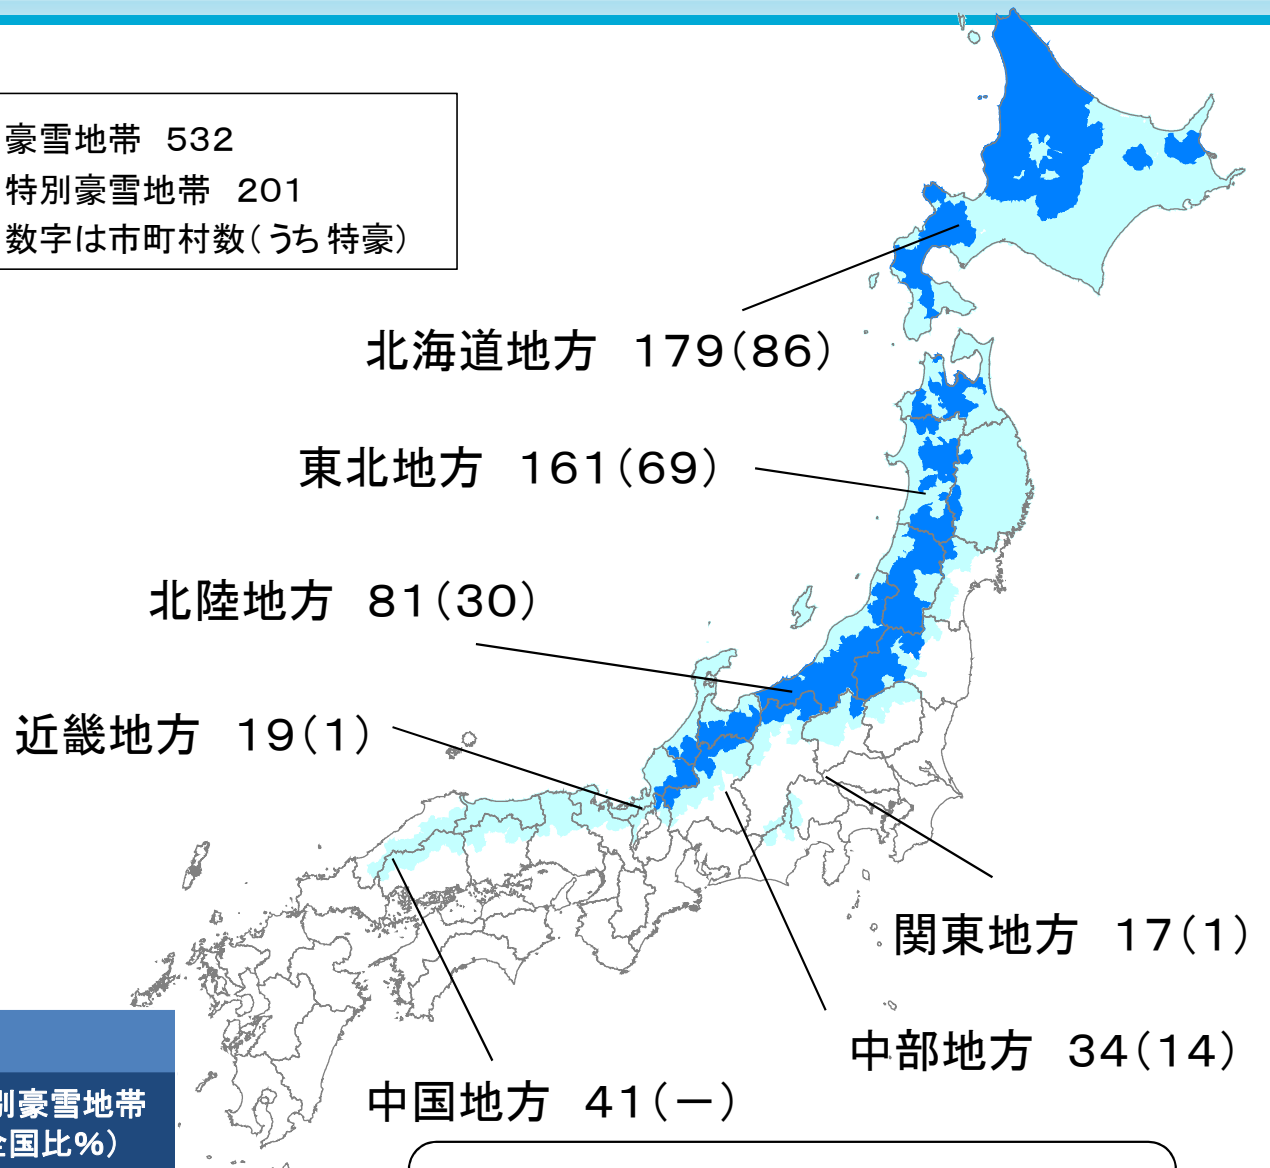 豪雪地帯 532
特別豪雪地帯 201
数字は市町村数(うち特豪)
北海道地方 179(86)
東北地方 161(69)
北陸地方 81(30)
近畿地方 19(1)
関東地方 17(1)
中部地方 34(14)
中国地方 41(−)
別豪雪地帯
全国比%)